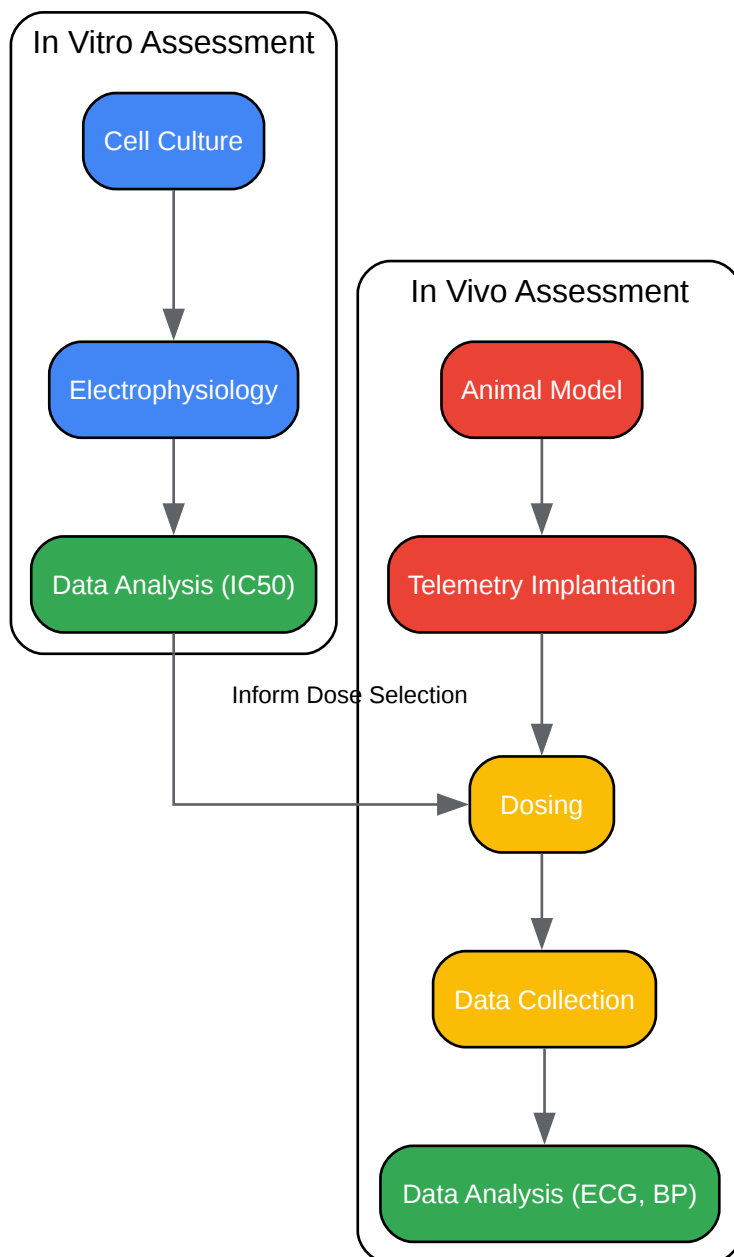 In Vitro Assessment
Cell Culture
Electrophysiology
Data Analysis (IC50)
In Vivo Assessment
Animal Model
Telemetry Implantation
Inform Dose Selection
Dosing
Data Collection
Data Analysis (ECG, BP)